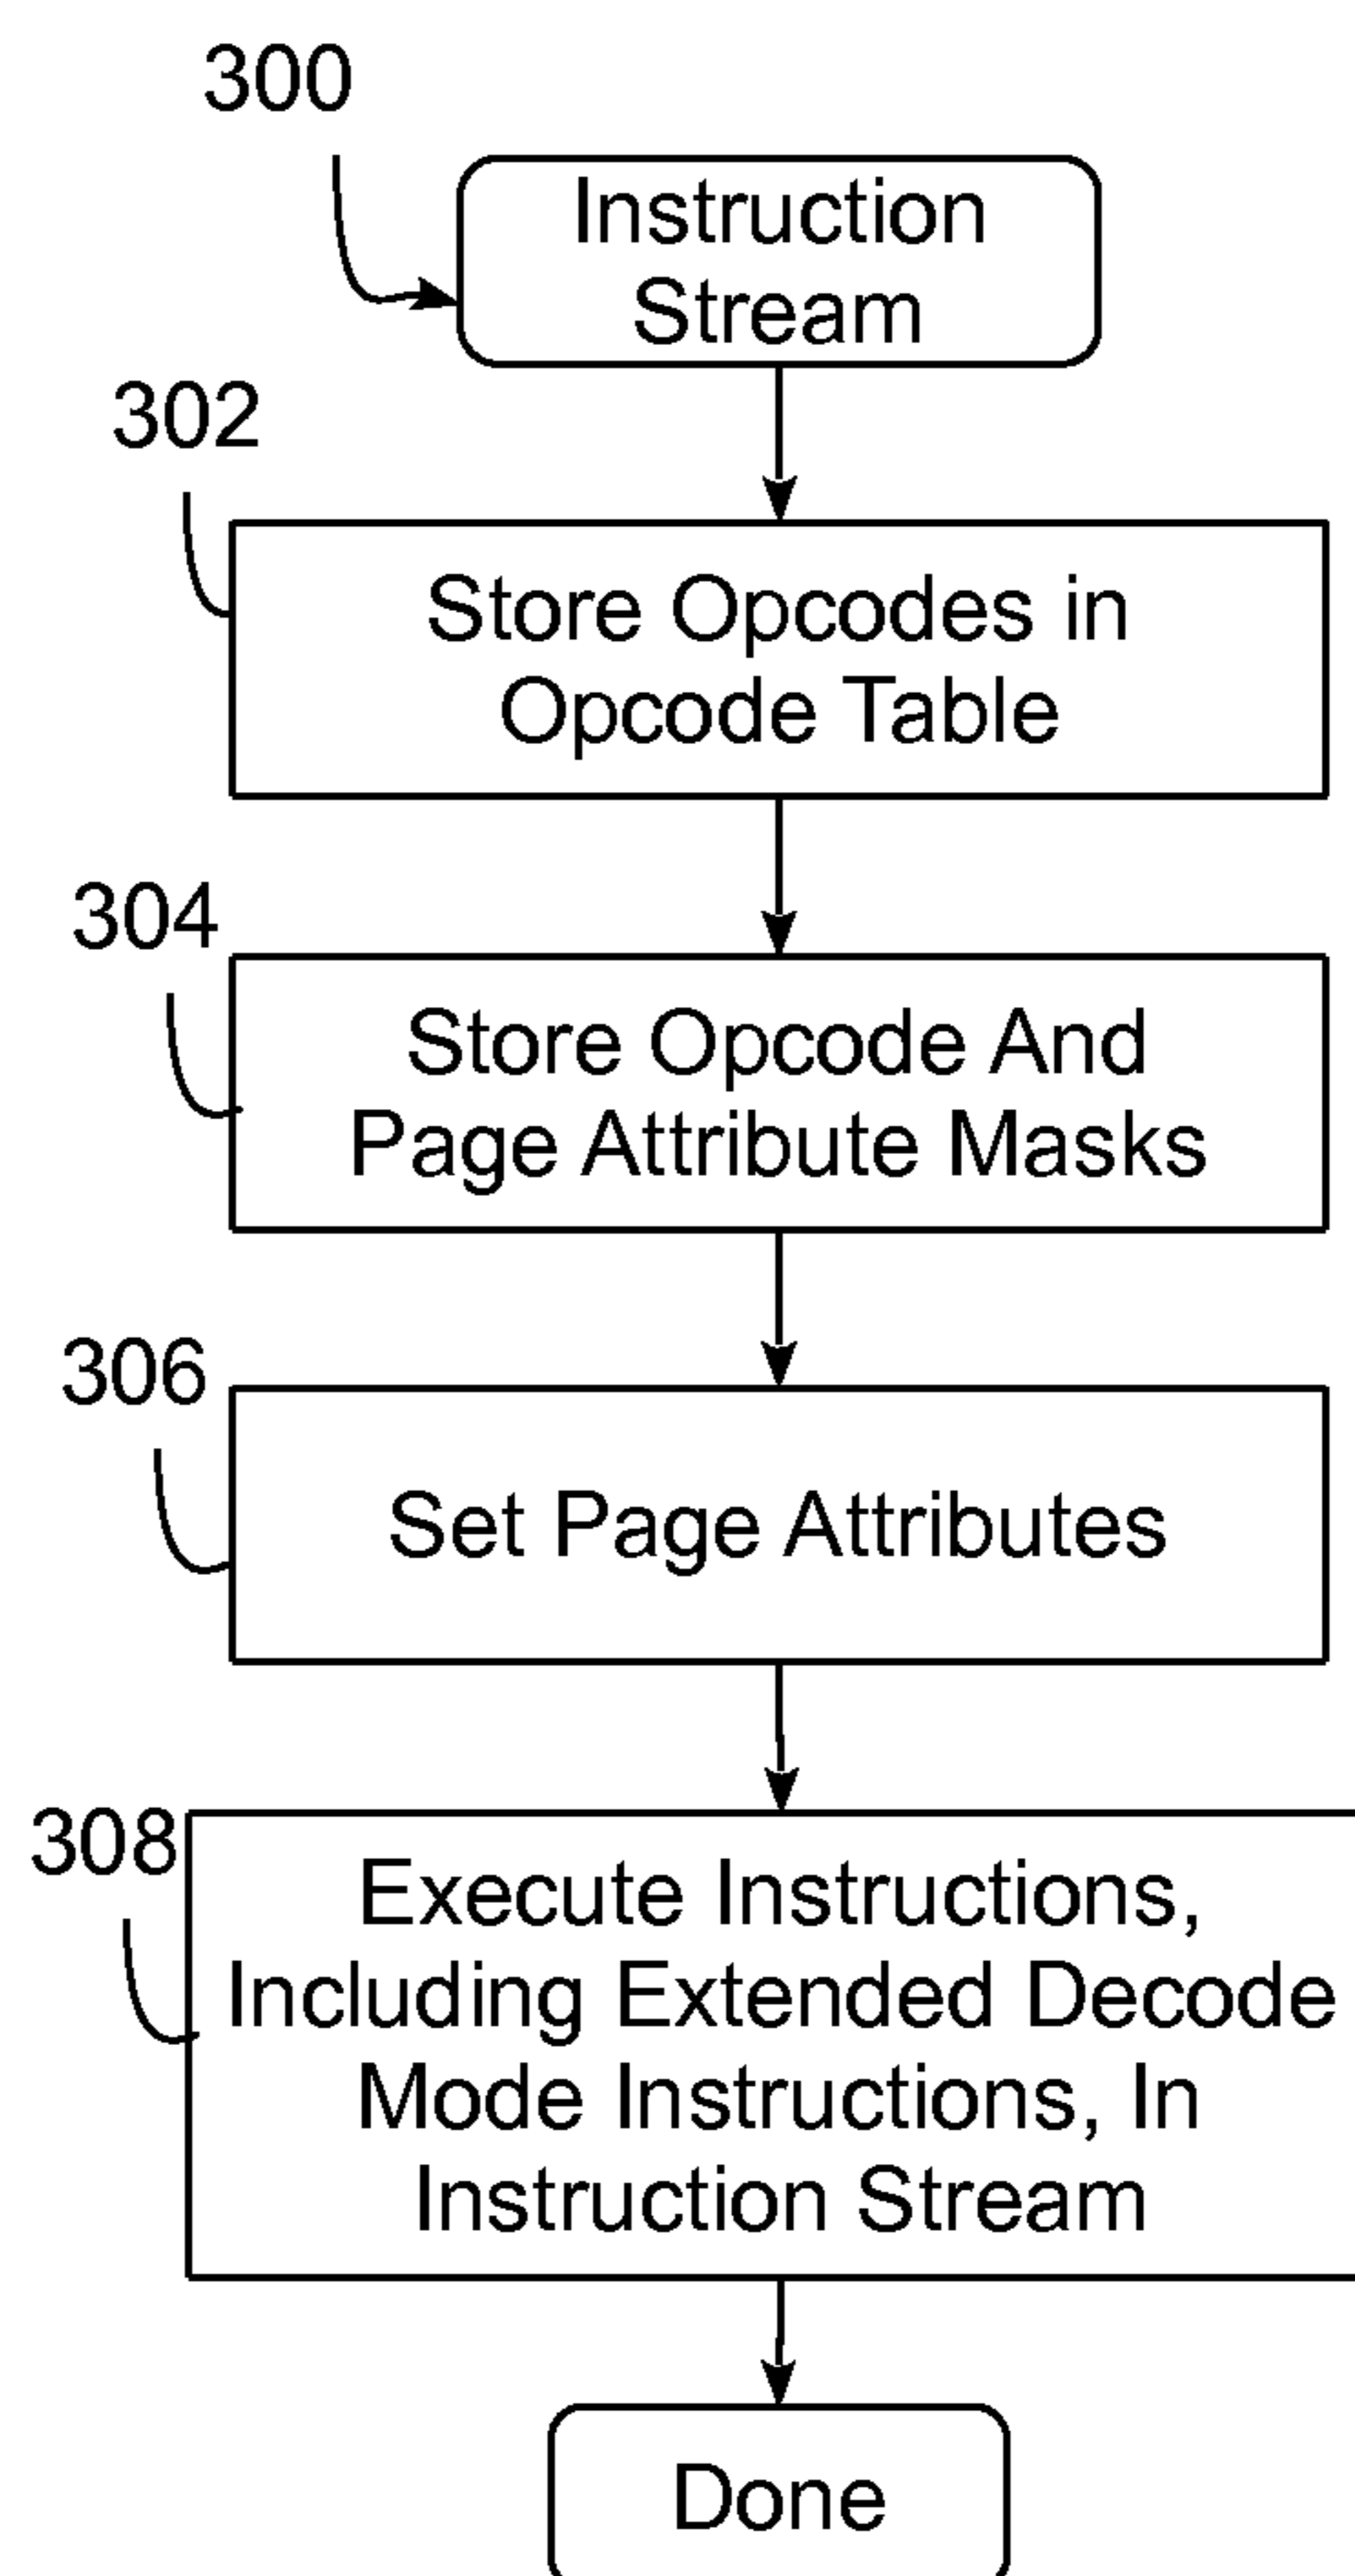 300
Instruction
Stream
302
Store Opcodes in
Opcode Table
304
Store Opcode And
Page Attribute Masks
306
Set Page Attributes
308
Execute Instructions,
Including Extended Decode
Mode Instructions, In
Instruction Stream
Done